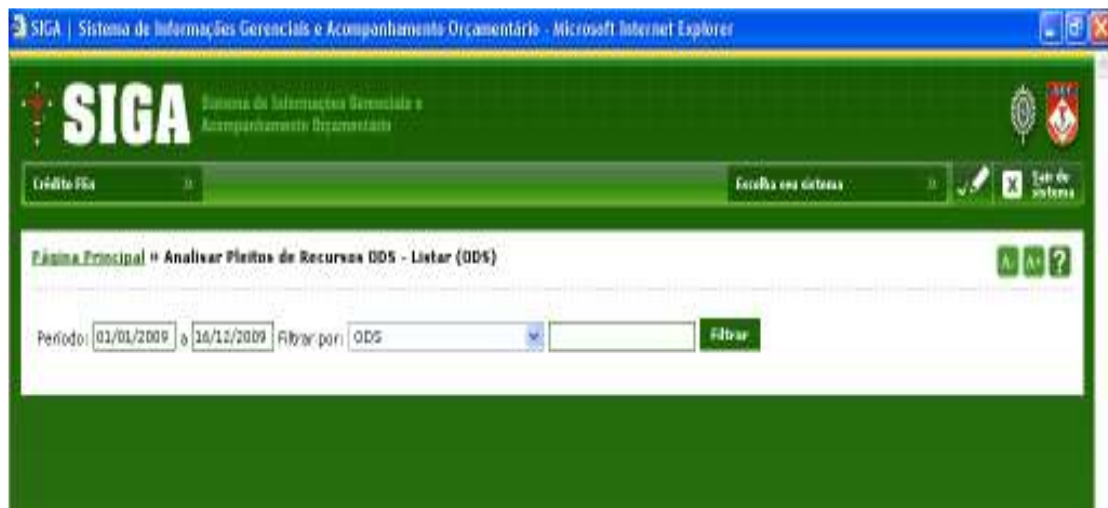 SIGA | Sistema de Informações Gerenciais e Acompanhamento Orçamentário - Microsoft Internet Explorer
SIGA
Sistema de Informações Gerenciais e
Acompanhamento Orçamentário
Crédito »
Escolha seu sistema »
X
Sair do
sistema
Página Principal » Analisar Pleitos de Recursos ODS - Listar (ODS)
A- A+ ?
Período: 01/01/2009 a 16/12/2009 Filtrar por: ODS Filtrar